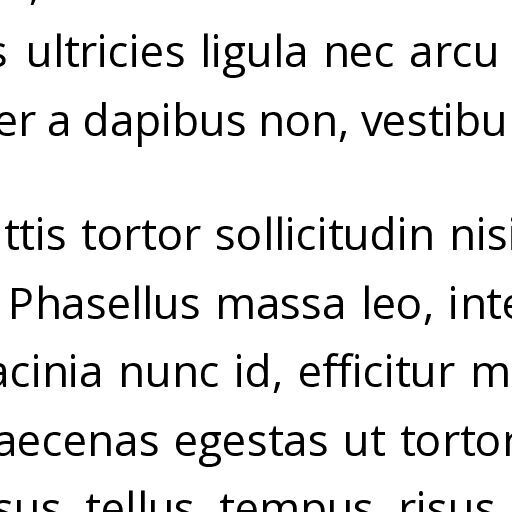 s ultricies ligula nec arcu
er a dapibus non, vestibu
ttis tortor sollicitudin nisi
Phasellus massa leo, inte
acinia nunc id, efficitur m
aecenas egestas ut tortor
sus, tellus tempus risus